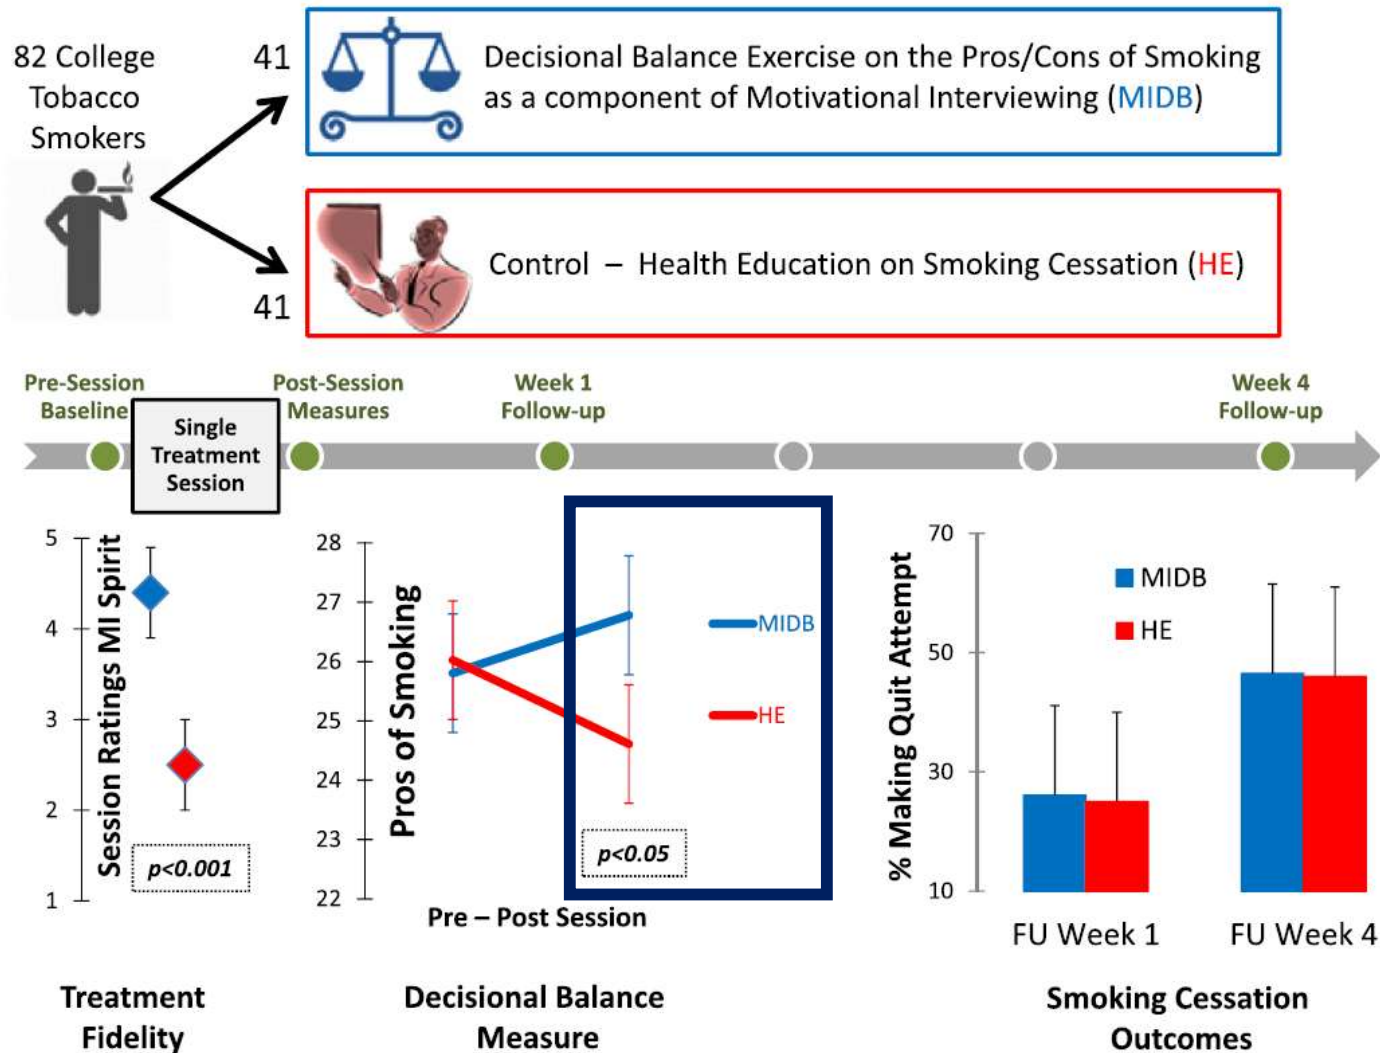 82 College
Tobacco
Smokers
41
Decisional Balance Exercise on the Pros/Cons of Smoking
as a component of Motivational Interviewing (MIDB)
41
Control – Health Education on Smoking Cessation (HE)
Pre-Session
Baseline
Single
Treatment
Session
Post-Session
Measures
Week 1
Follow-up
Week 4
Follow-up
Session Ratings MI Spirit
5
4
3
2
1
p<0.001
Treatment
Fidelity
Pros of Smoking
28
27
26
25
24
23
22
MIDB
HE
p<0.05
Pre – Post Session
Decisional Balance
Measure
% Making Quit Attempt
70
50
30
10
MIDB
HE
FU Week 1
FU Week 4
Smoking Cessation
Outcomes